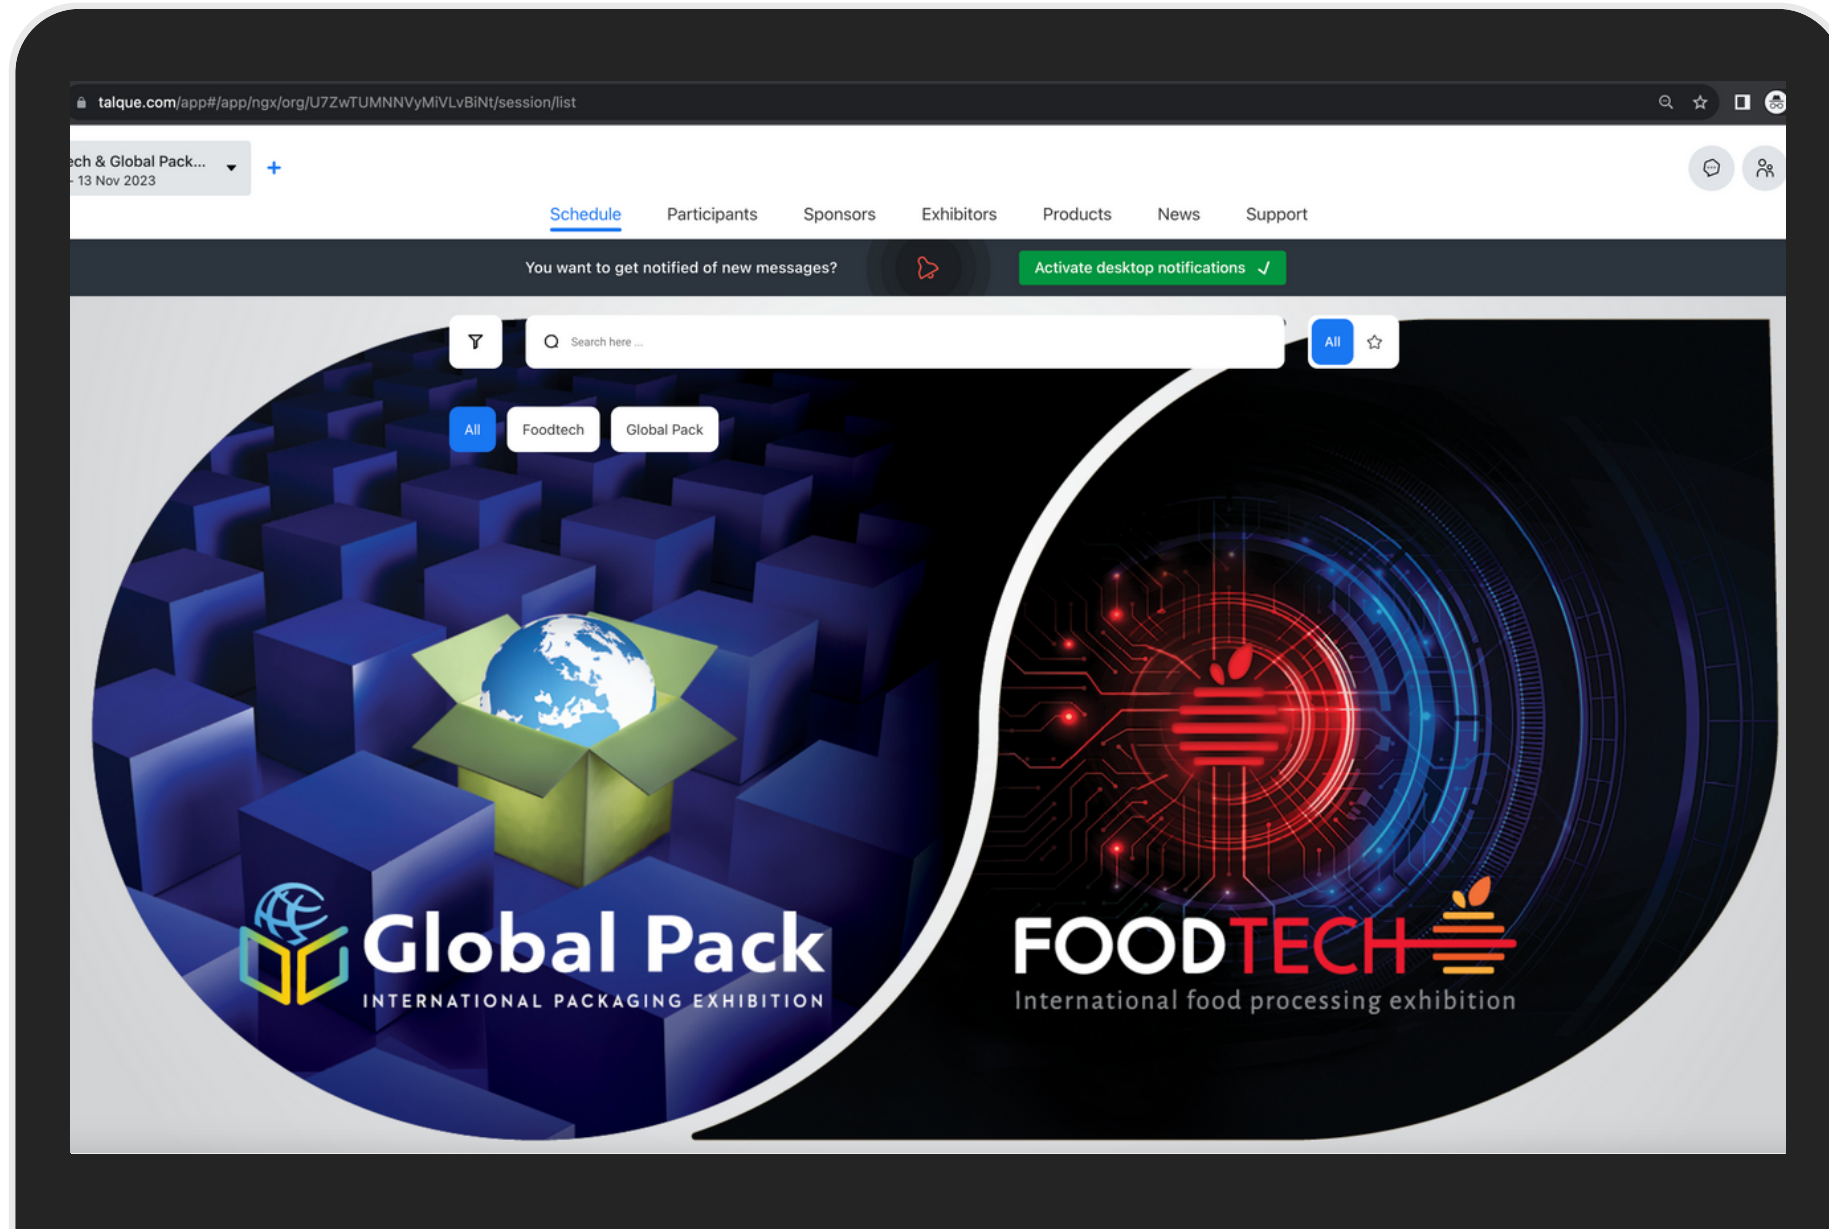 talque.com/app#/app/ngx/org/U7ZwTUMNNVyMiVLvBiNt/session/list
ech & Global Pack...
- 13 Nov 2023
+
Schedule Participants Sponsors Exhibitors Products News Support
You want to get notified of new messages? Activate desktop notifications
Search here ...
All
All Foodtech Global Pack
Global Pack
INTERNATIONAL PACKAGING EXHIBITION
FOODTECH
International food processing exhibition